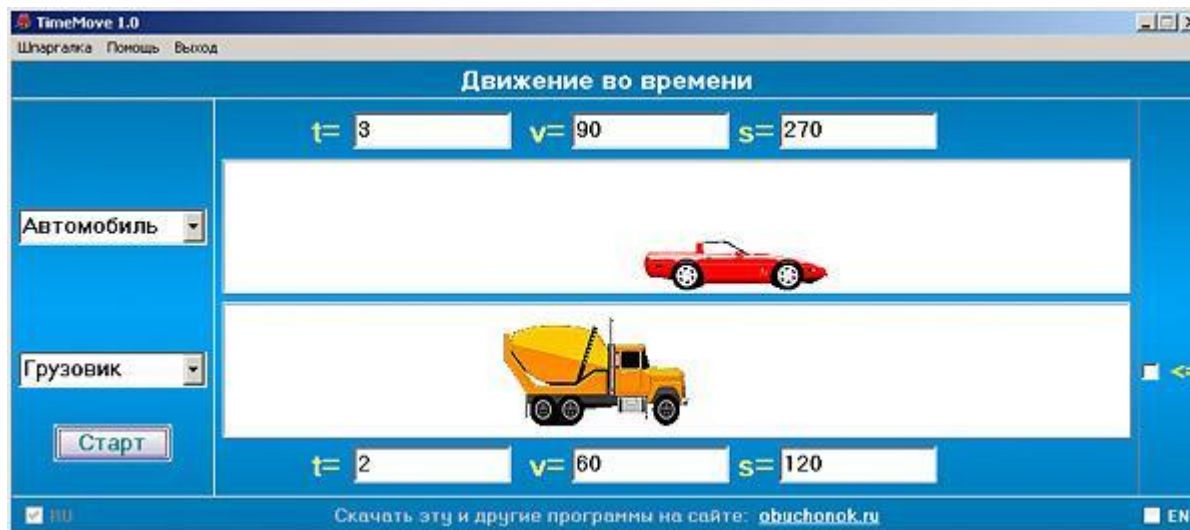 TimeMove 1.0
Шпаргалка Помощь Выход
Движение во времени
t= 3 v= 90 s= 270
Автомобиль
Грузовик
<=
Старт
t= 2 v= 60 s= 120
RU Скачать эту и другие программы на сайте: obuchonok.ru EN